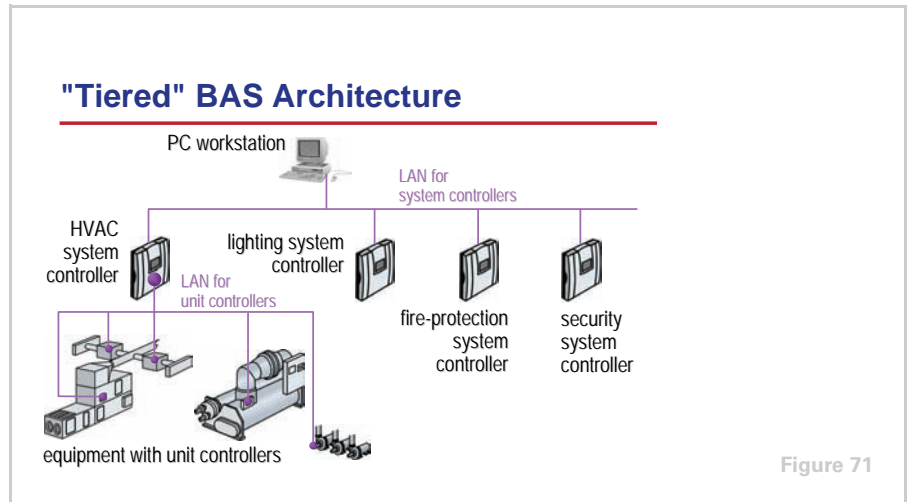 "Tiered" BAS Architecture
PC workstation
LAN for
system controllers
HVAC
system
controller
lighting system
controller
LAN for
unit controllers
fire-protection
system
controller
security
system
controller
equipment with unit controllers
Figure 71